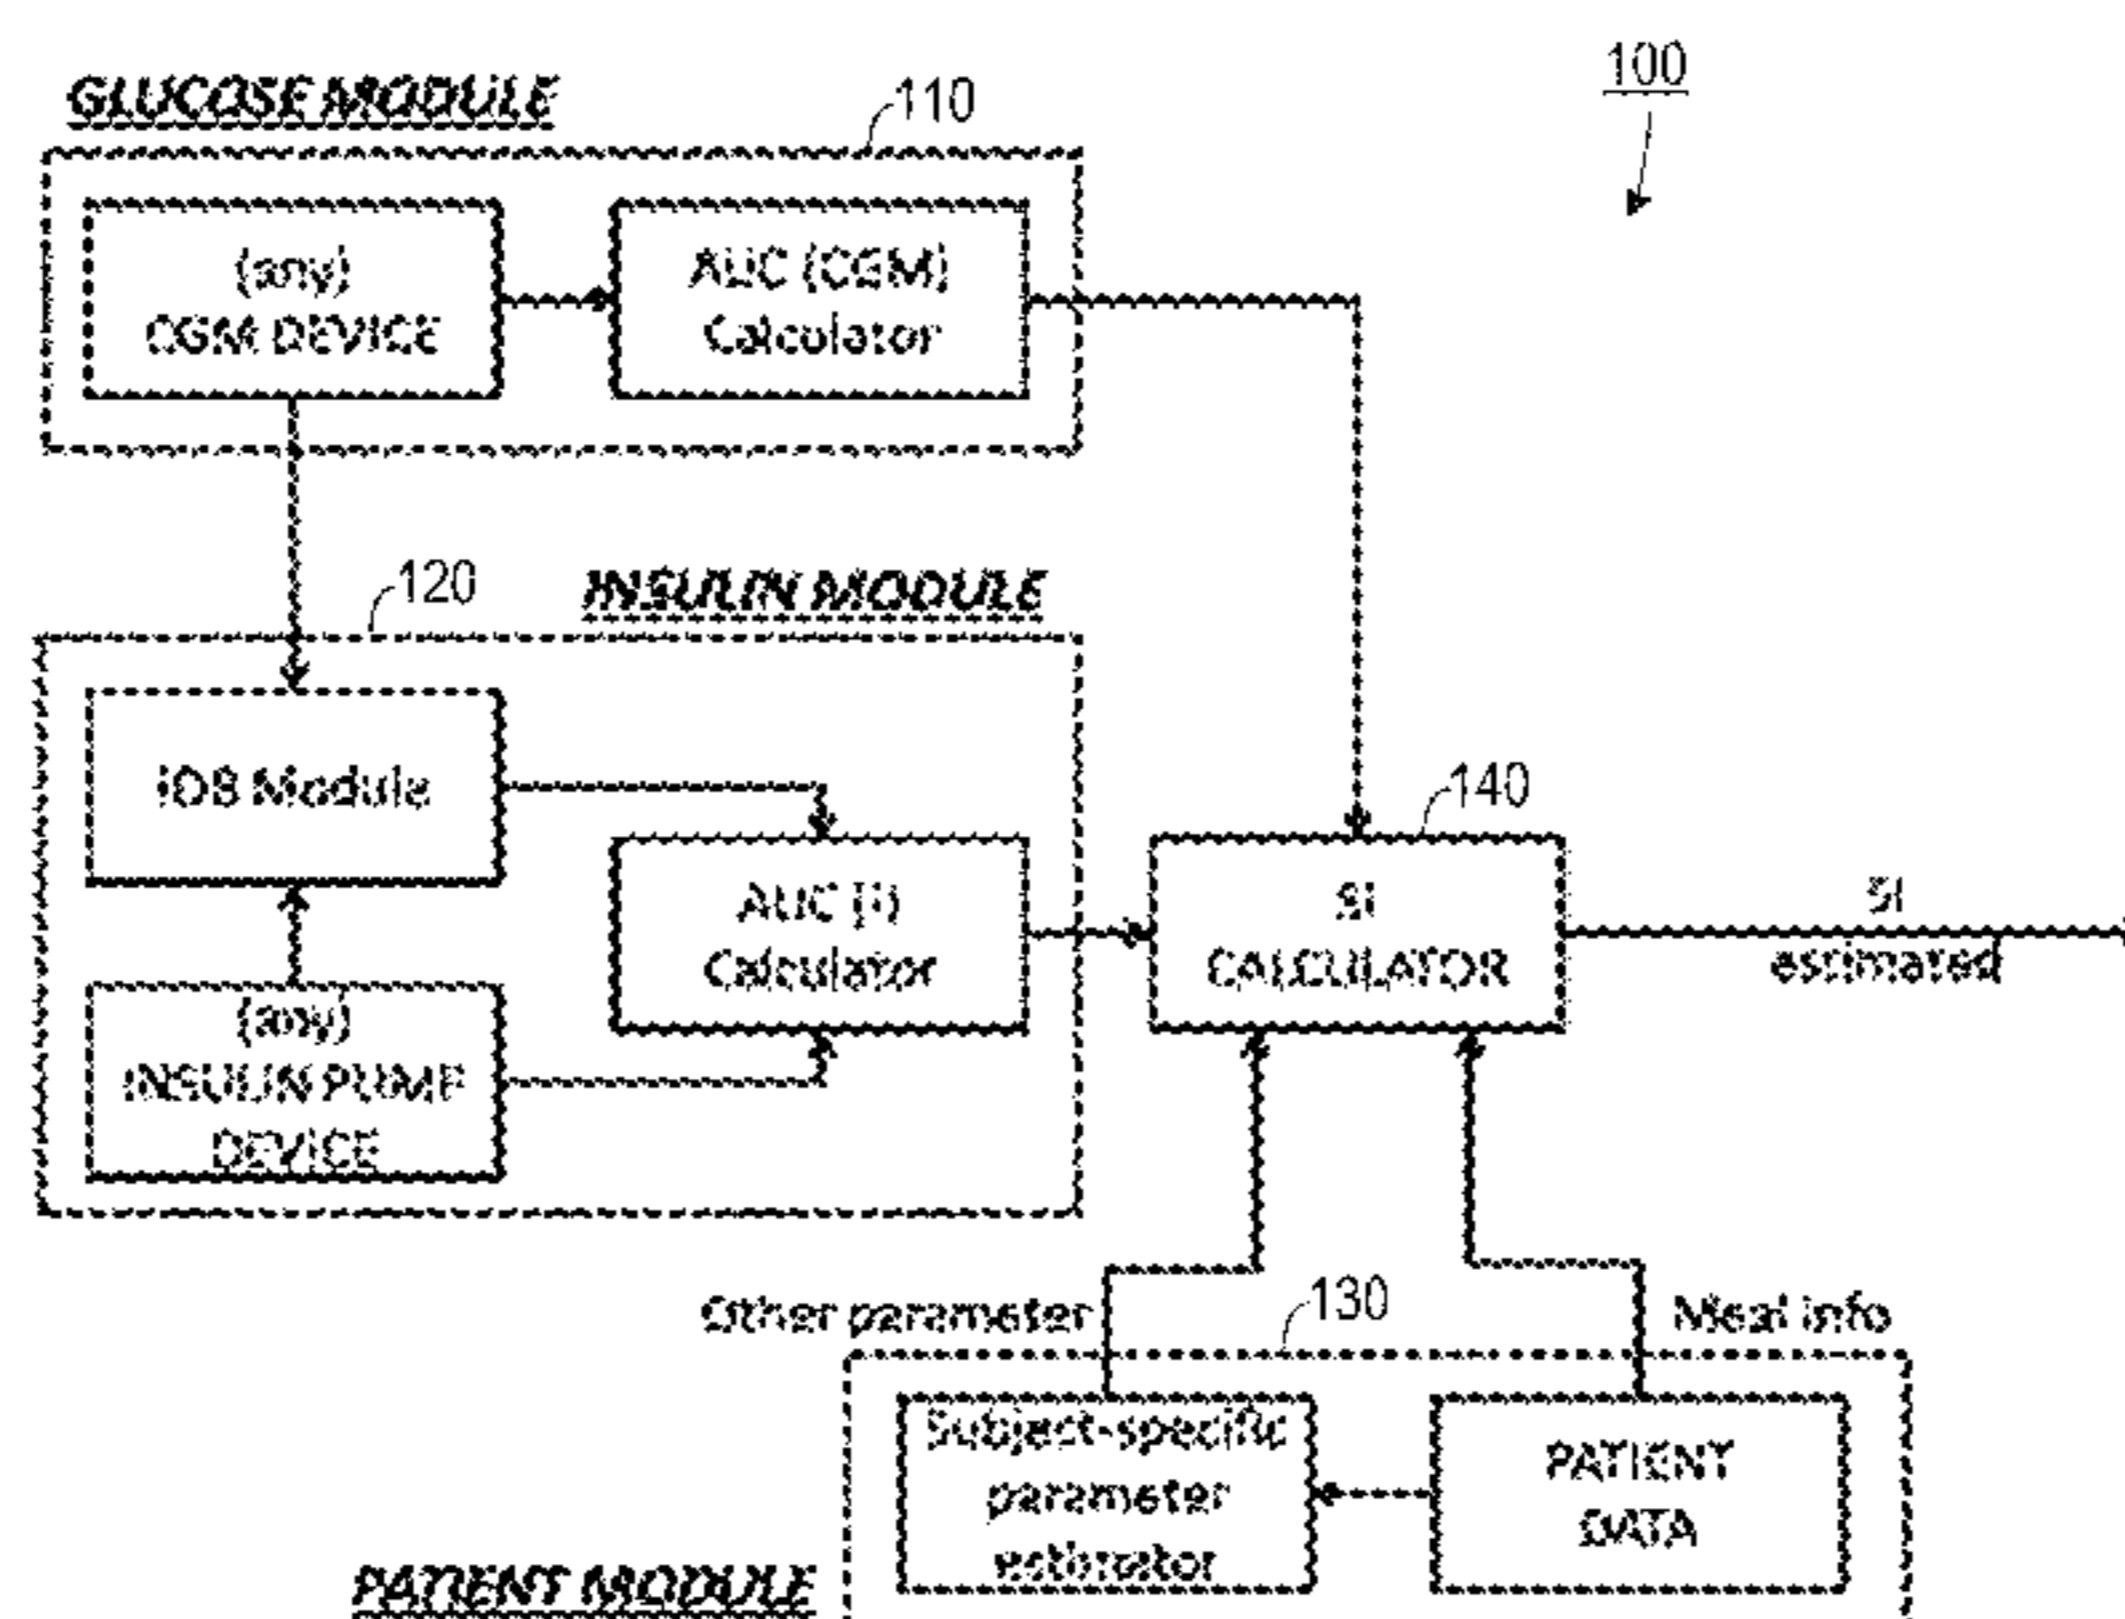 100
GLUCOSE MODULE
110
(any)
CGM DEVICE
AUC (CGM)
Calculator
120
INSULIN MODULE
iOB Module
140
AUC (i)
Calculator
SI
CALCULATOR
SI
estimated
(any)
INSULIN PUMP
DEVICE
Other parameter
130
Meal info
Subject-specific
parameter
estimator
PATIENT
DATA
PATIENT MODULE